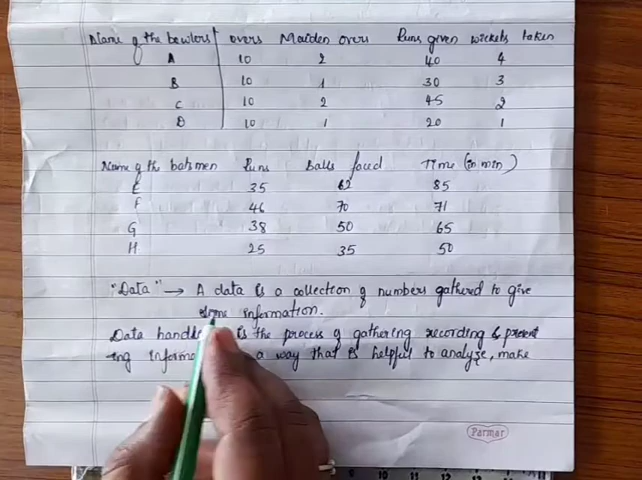 Name of the bowlers overs Maiden overs Runs given wickets taken
A 10 2 40 4
B 10 1 30 3
C 10 2 45 2
D 10 1 20 1
Name of the batsmen Runs Balls faced Time (in min)
E 35 62 85
F 46 70 71
G 38 50 65
H 25 35 50
"Data" → A data is a collection of numbers gathered to give
some information.
Data is the process of gathering recording & present
ing a way that is helpful to analyze, make
Parmar